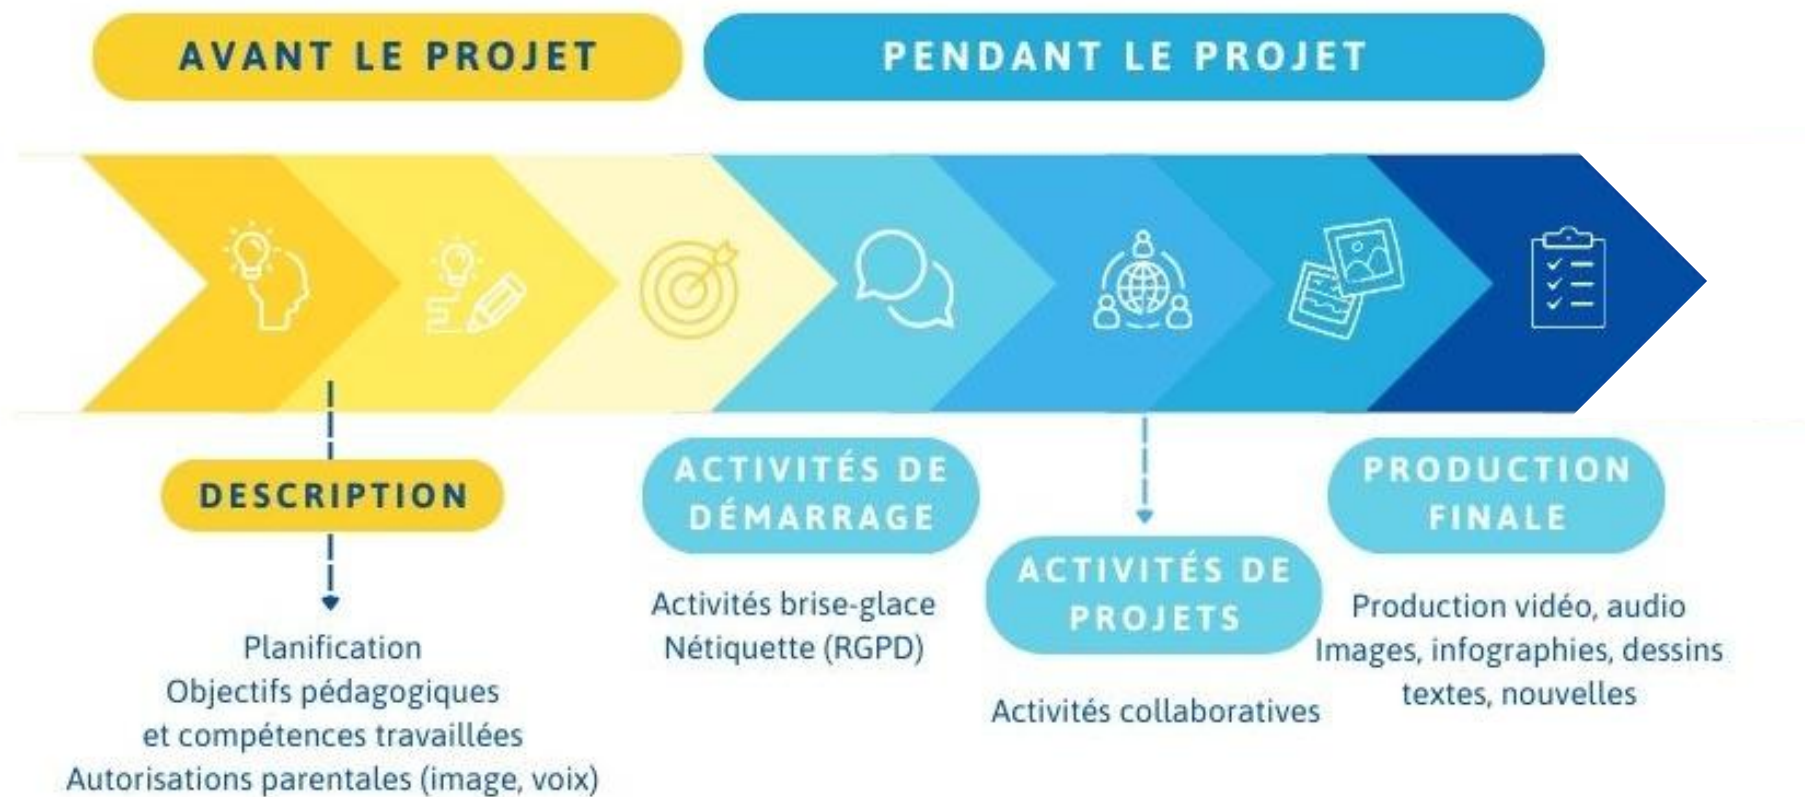 AVANT LE PROJET
PENDANT LE PROJET
DESCRIPTION
Planification
Objectifs pédagogiques
et compétences travaillées
Autorisations parentales (image, voix)
ACTIVITÉS DE
DÉMARRAGE
Activités brise-glace
Nétiquette (RGPD)
ACTIVITÉS DE
PROJETS
Activités collaboratives
PRODUCTION
FINALE
Production vidéo, audio
Images, infographies, dessins
textes, nouvelles